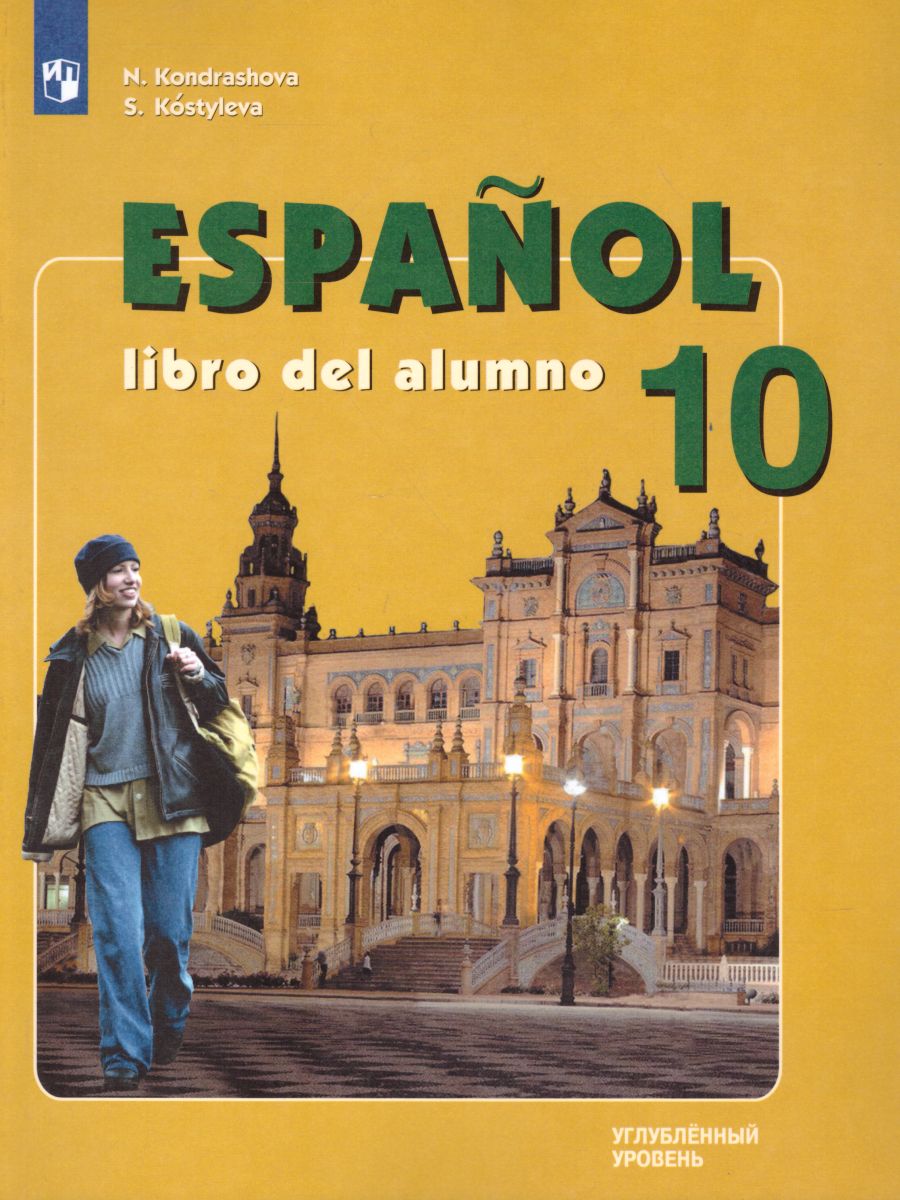 N. Kondrashova
S. Kóstyleva
ESPAÑOL
libro del alumno
10
УГЛУБЛЁННЫЙ
УРОВЕНЬ